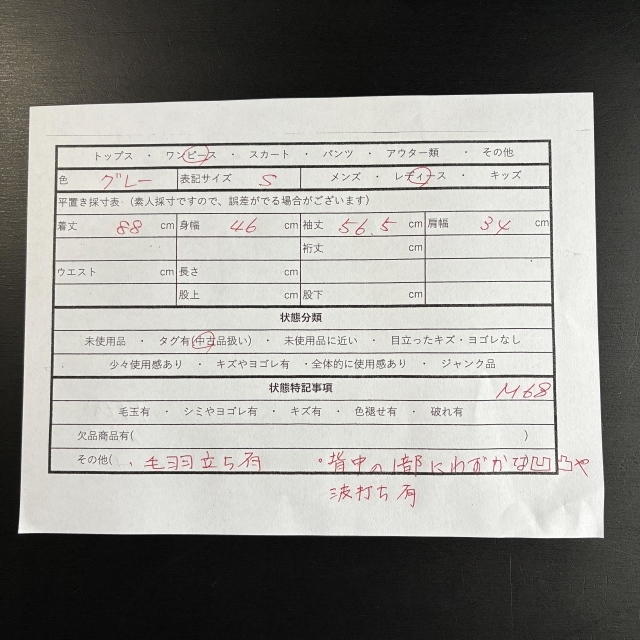 トップス ・ ワンピース ・ スカート ・ パンツ ・ アウター類 ・ その他
色 グレー 表記サイズ S メンズ ・ レディース ・ キッズ
平置き採寸表（素人採寸ですので、誤差がでる場合がございます）
着丈 88 cm 身幅 46 cm 袖丈 56.5 cm 肩幅 34 cm
裄丈 cm
ウエスト cm 長さ cm
股上 cm 股下 cm
状態分類
未使用品 ・ タグ有(中古品扱い) ・ 未使用品に近い ・ 目立ったキズ・ヨゴレなし
少々使用感あり ・ キズやヨゴレ有 ・全体的に使用感あり ・ ジャンク品
状態特記事項 M68
毛玉有 ・ シミやヨゴレ有 ・ キズ有 ・ 色褪せ有 ・ 破れ有
欠品商品有( )
その他( ・毛羽立ち有 ・背中の1部にわずかな凹凸や
波打ち有